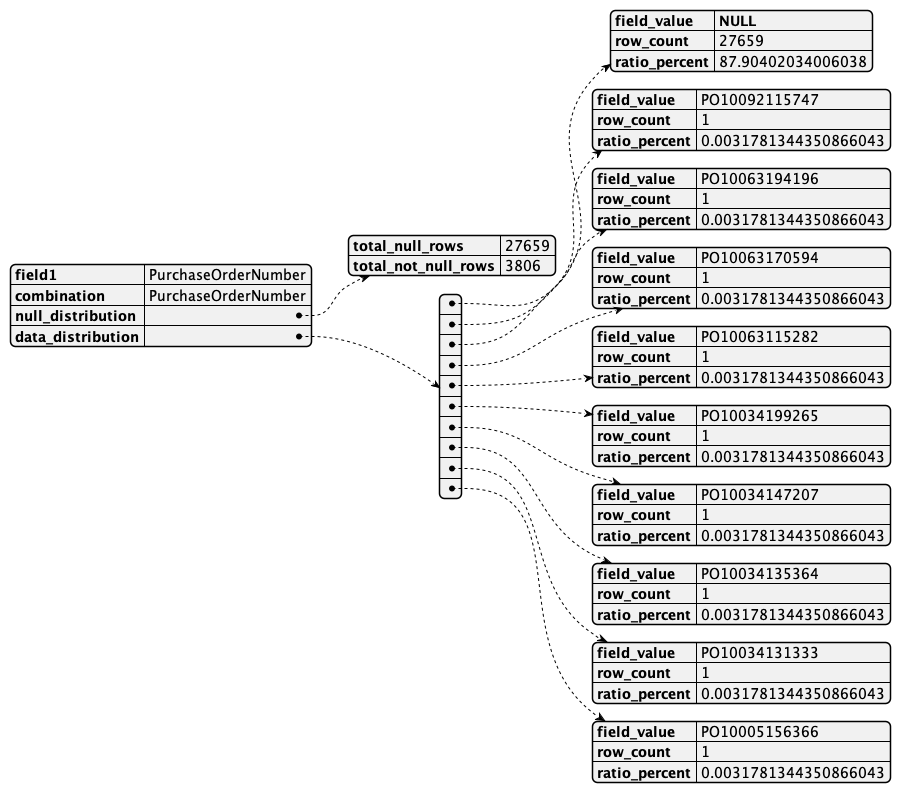 field1 PurchaseOrderNumber
combination PurchaseOrderNumber
null_distribution
data_distribution
total_null_rows 27659
total_not_null_rows 3806
field_value NULL
row_count 27659
ratio_percent 87.90402034006038
field_value PO10092115747
row_count 1
ratio_percent 0.0031781344350866043
field_value PO10063194196
row_count 1
ratio_percent 0.0031781344350866043
field_value PO10063170594
row_count 1
ratio_percent 0.0031781344350866043
field_value PO10063115282
row_count 1
ratio_percent 0.0031781344350866043
field_value PO10034199265
row_count 1
ratio_percent 0.0031781344350866043
field_value PO10034147207
row_count 1
ratio_percent 0.0031781344350866043
field_value PO10034135364
row_count 1
ratio_percent 0.0031781344350866043
field_value PO10034131333
row_count 1
ratio_percent 0.0031781344350866043
field_value PO10005156366
row_count 1
ratio_percent 0.0031781344350866043